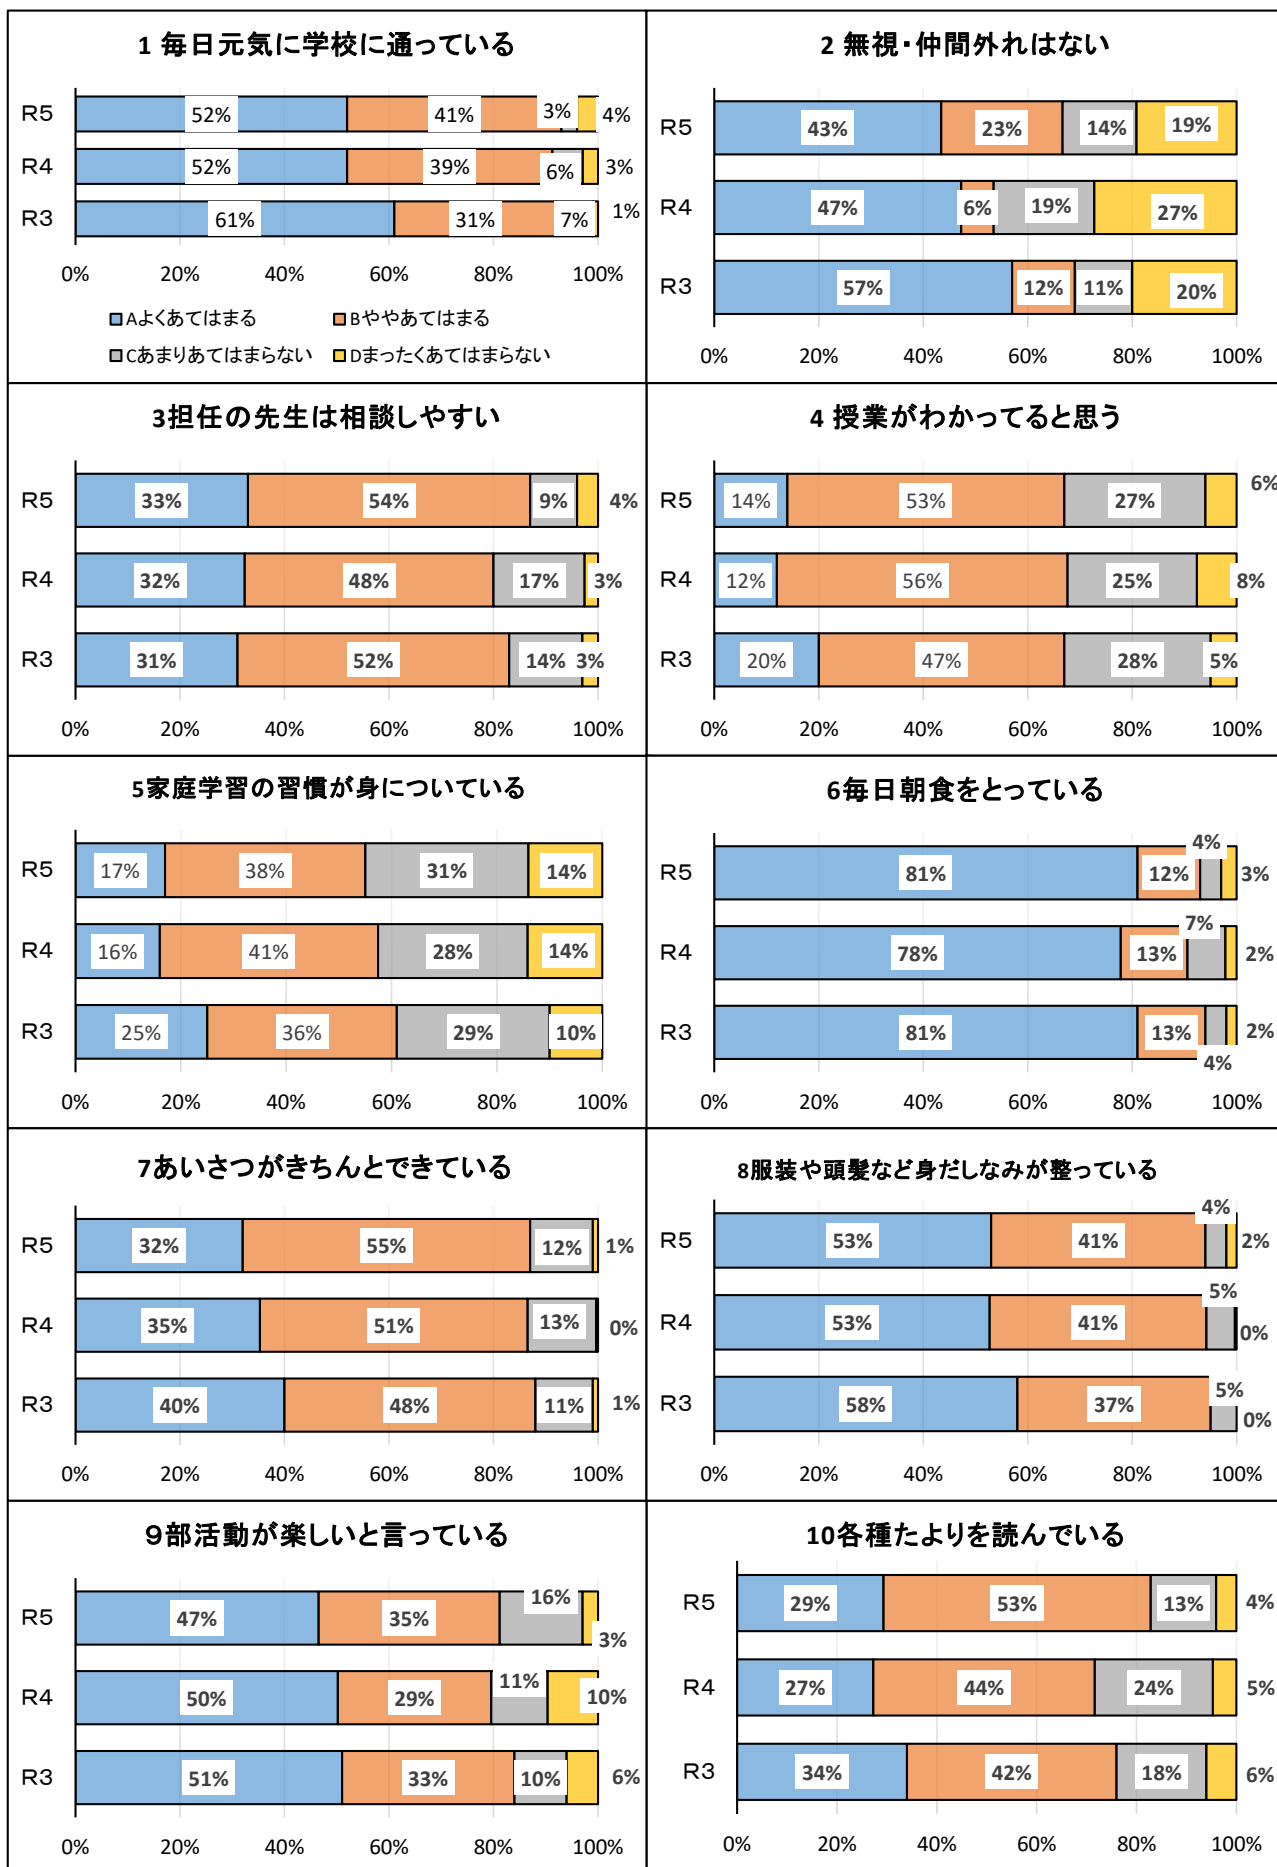 1 毎日元気に学校に通っている
R5 52% 41% 3% 4%
R4 52% 39% 6% 3%
R3 61% 31% 7% 1%
0% 20% 40% 60% 80% 100%
Aよくあてはまる Bややあてはまる
Cあまりあてはまらない Dまったくあてはまらない
2 無視・仲間外れはない
R5 43% 23% 14% 19%
R4 47% 6% 19% 27%
R3 57% 12% 11% 20%
0% 20% 40% 60% 80% 100%
3担任の先生は相談しやすい
R5 33% 54% 9% 4%
R4 32% 48% 17% 3%
R3 31% 52% 14% 3%
0% 20% 40% 60% 80% 100%
4 授業がわかってると思う
R5 14% 53% 27% 6%
R4 12% 56% 25% 8%
R3 20% 47% 28% 5%
0% 20% 40% 60% 80% 100%
5家庭学習の習慣が身についている
R5 17% 38% 31% 14%
R4 16% 41% 28% 14%
R3 25% 36% 29% 10%
0% 20% 40% 60% 80% 100%
6毎日朝食をとっている
R5 81% 12% 4% 3%
R4 78% 13% 7% 2%
R3 81% 13% 4% 2%
0% 20% 40% 60% 80% 100%
7あいさつがきちんとできている
R5 32% 55% 12% 1%
R4 35% 51% 13% 0%
R3 40% 48% 11% 1%
0% 20% 40% 60% 80% 100%
8服装や頭髪など身だしなみが整っている
R5 53% 41% 4% 2%
R4 53% 41% 5% 0%
R3 58% 37% 5% 0%
0% 20% 40% 60% 80% 100%
９部活動が楽しいと言っている
R5 47% 35% 16% 3%
R4 50% 29% 11% 10%
R3 51% 33% 10% 6%
0% 20% 40% 60% 80% 100%
10各種たよりを読んでいる
R5 29% 53% 13% 4%
R4 27% 44% 24% 5%
R3 34% 42% 18% 6%
0% 20% 40% 60% 80% 100%